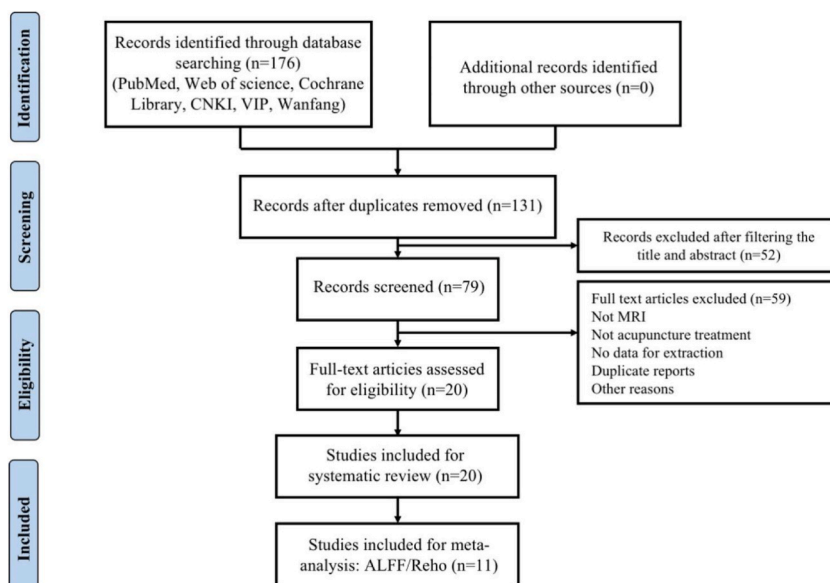 Identification
Records identified through database
searching (n=176)
(PubMed, Web of science, Cochrane
Library, CNKI, VIP, Wanfang)
Additional records identified
through other sources (n=0)
Screening
Records after duplicates removed (n=131)
Records excluded after filtering the
title and abstract (n=52)
Records screened (n=79)
Full text articles excluded (n=59)
Not MRI
Not acupuncture treatment
No data for extraction
Duplicate reports
Other reasons
Eligibility
Full-text articles assessed
for eligibility (n=20)
Studies included for
systematic review (n=20)
Included
Studies included for meta-
analysis: ALFF/Reho (n=11)